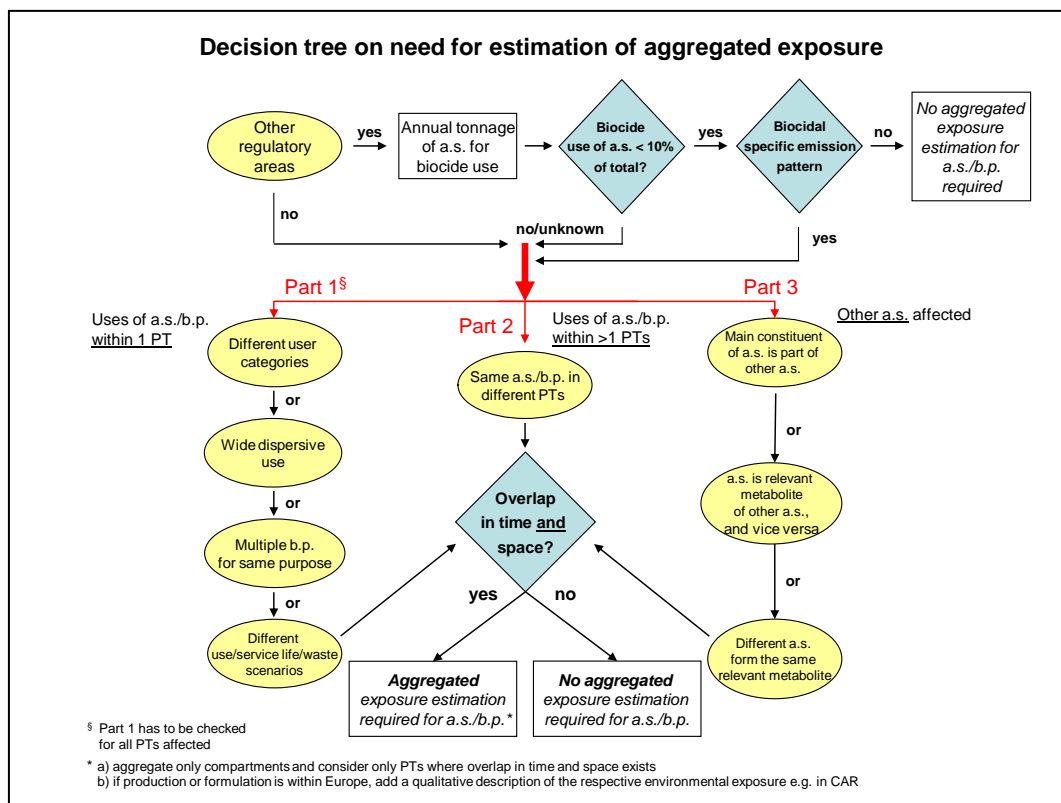 Decision tree on need for estimation of aggregated exposure
Other
regulatory
areas
yes
Annual tonnage
of a.s. for
biocide use
Biocide
use of a.s. < 10%
of total?
yes
Biocidal
specific emission
pattern
no
No aggregated
exposure
estimation for
a.s./b.p.
required
no
no/unknown
yes
Part 1§
Part 2
Part 3
Uses of a.s./b.p.
within 1 PT
Uses of a.s./b.p.
within >1 PTs
Other a.s. affected
Different user
categories
or
Wide dispersive
use
or
Multiple b.p.
for same purpose
or
Different
use/service life/waste
scenarios
Same a.s./b.p. in
different PTs
Overlap
in time and
space?
yes
no
Main constituent
of a.s. is part of
other a.s.
or
a.s. is relevant
metabolite
of other a.s.,
and vice versa
or
Different a.s.
form the same
relevant metabolite
Aggregated
exposure estimation
required for a.s./b.p.*
No aggregated
exposure estimation
required for a.s./b.p.
§ Part 1 has to be checked
for all PTs affected
* a) aggregate only compartments and consider only PTs where overlap in time and space exists
b) if production or formulation is within Europe, add a qualitative description of the respective environmental exposure e.g. in CAR